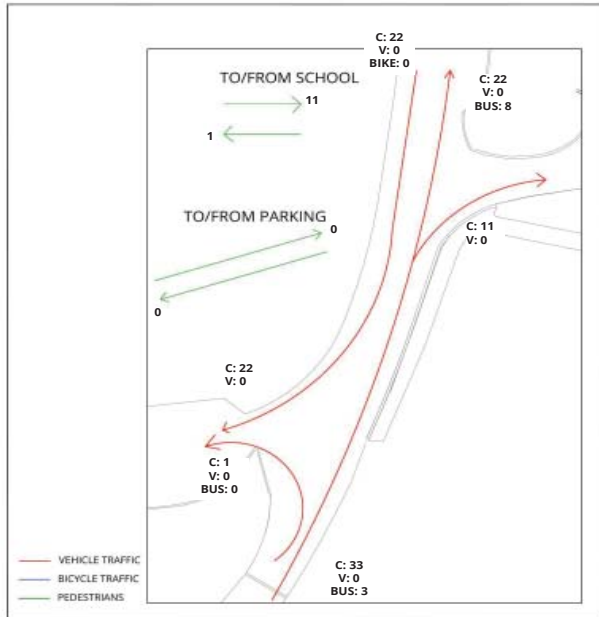 C: 22
V: 0
BIKE: 0
TO/FROM SCHOOL
11
1
C: 22
V: 0
BUS: 8
TO/FROM PARKING
0
0
C: 11
V: 0
C: 22
V: 0
C: 1
V: 0
BUS: 0
C: 33
V: 0
BUS: 3
VEHICLE TRAFFIC
BICYCLE TRAFFIC
PEDESTRIANS